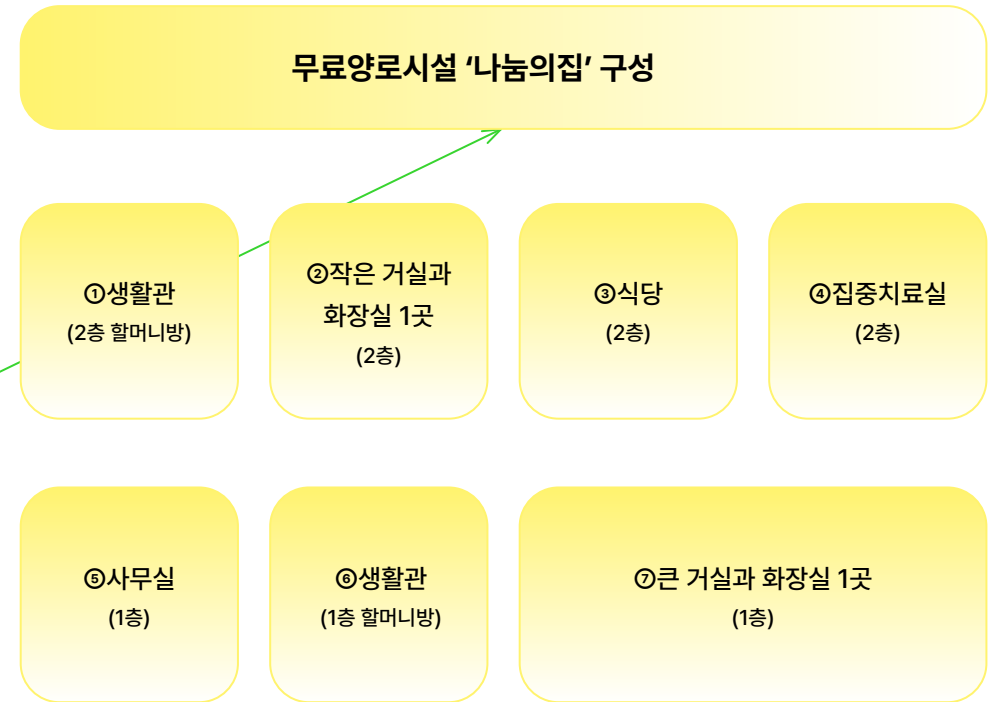 무료양로시설 ‘나눔의집’ 구성
①생활관
(2층 할머니방)
②작은 거실과
화장실 1곳
(2층)
③식당
(2층)
④집중치료실
(2층)
⑤사무실
(1층)
⑥생활관
(1층 할머니방)
⑦큰 거실과 화장실 1곳
(1층)